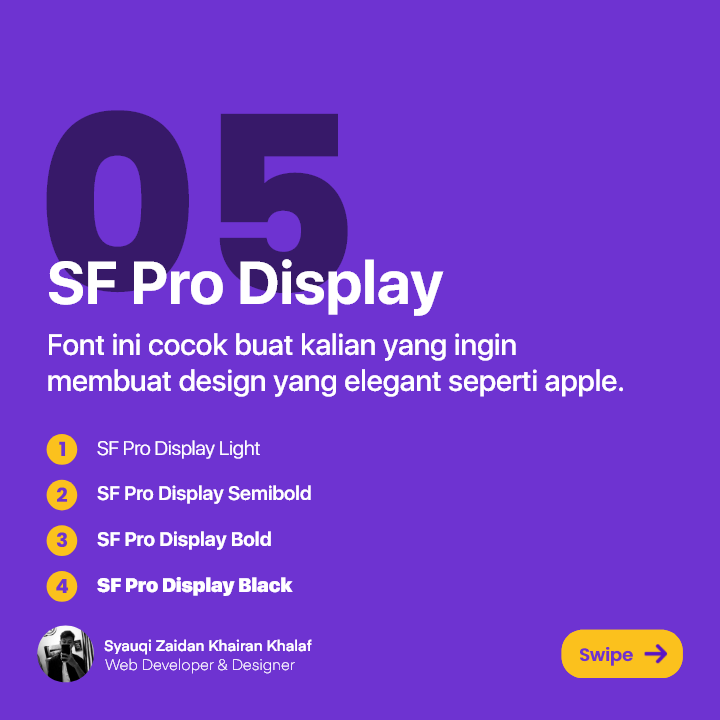 05
SF Pro Display
Font ini cocok buat kalian yang ingin
membuat design yang elegant seperti apple.
1 SF Pro Display Light
2 SF Pro Display Semibold
3 SF Pro Display Bold
4 SF Pro Display Black
Syauqi Zaidan Khairan Khalaf
Web Developer & Designer
Swipe →